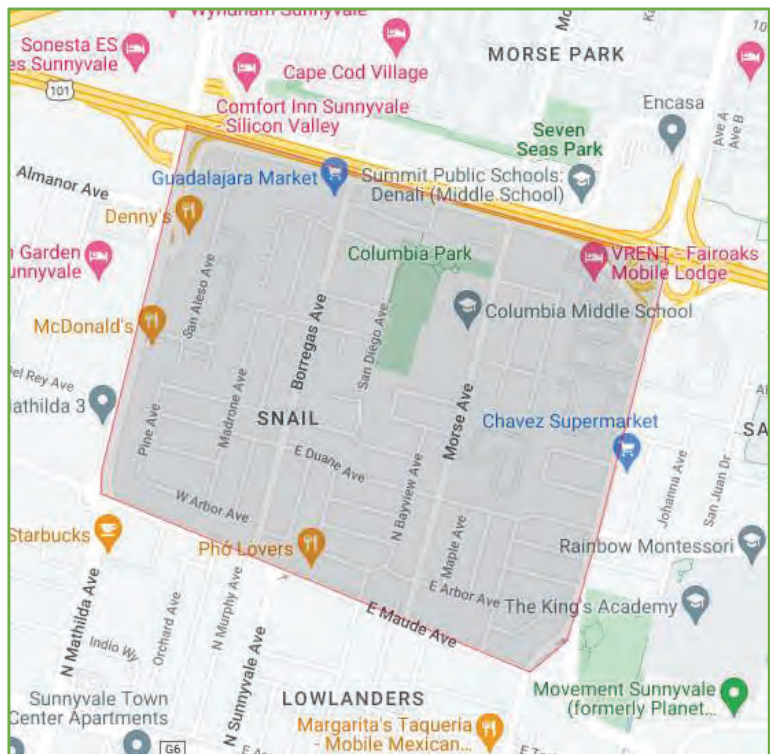 Wyndham Sunnyvale
Sonesta ES
es Sunnyvale
101
Cape Cod Village
MORSE PARK
Comfort Inn Sunnyvale
- Silicon Valley
Encasa
Ave A
Ave B
Seven
Seas Park
Almanor Ave
Guadalajara Market
Summit Public Schools:
Denali (Middle School)
Denny's
n Garden
unnyvale
Columbia Park
VRENT - Fairoaks
Mobile Lodge
San Aleso Ave
Borregas Ave
San Diego Ave
Columbia Middle School
McDonald's
el Rey Ave
Mathilda 3
Pine Ave
Madrone Ave
SNAIL
Morse Ave
Chavez Supermarket
SA
E Duane Ave
N Bayview Ave
Johanna Ave
San Juan Dr
W Arbor Ave
Starbucks
Phở Lovers
Maple Ave
Rainbow Montessori
E Arbor Ave
The King's Academy
N Mathilda Ave
Orchard Ave
N Murphy Ave
E Maude Ave
Indio Wy
N Sunnyvale Ave
Sunnyvale Town
Center Apartments
LOWLANDERS
Movement Sunnyvale
(formerly Planet...
G6
Margarita's Taqueria
- Mobile Mexican...